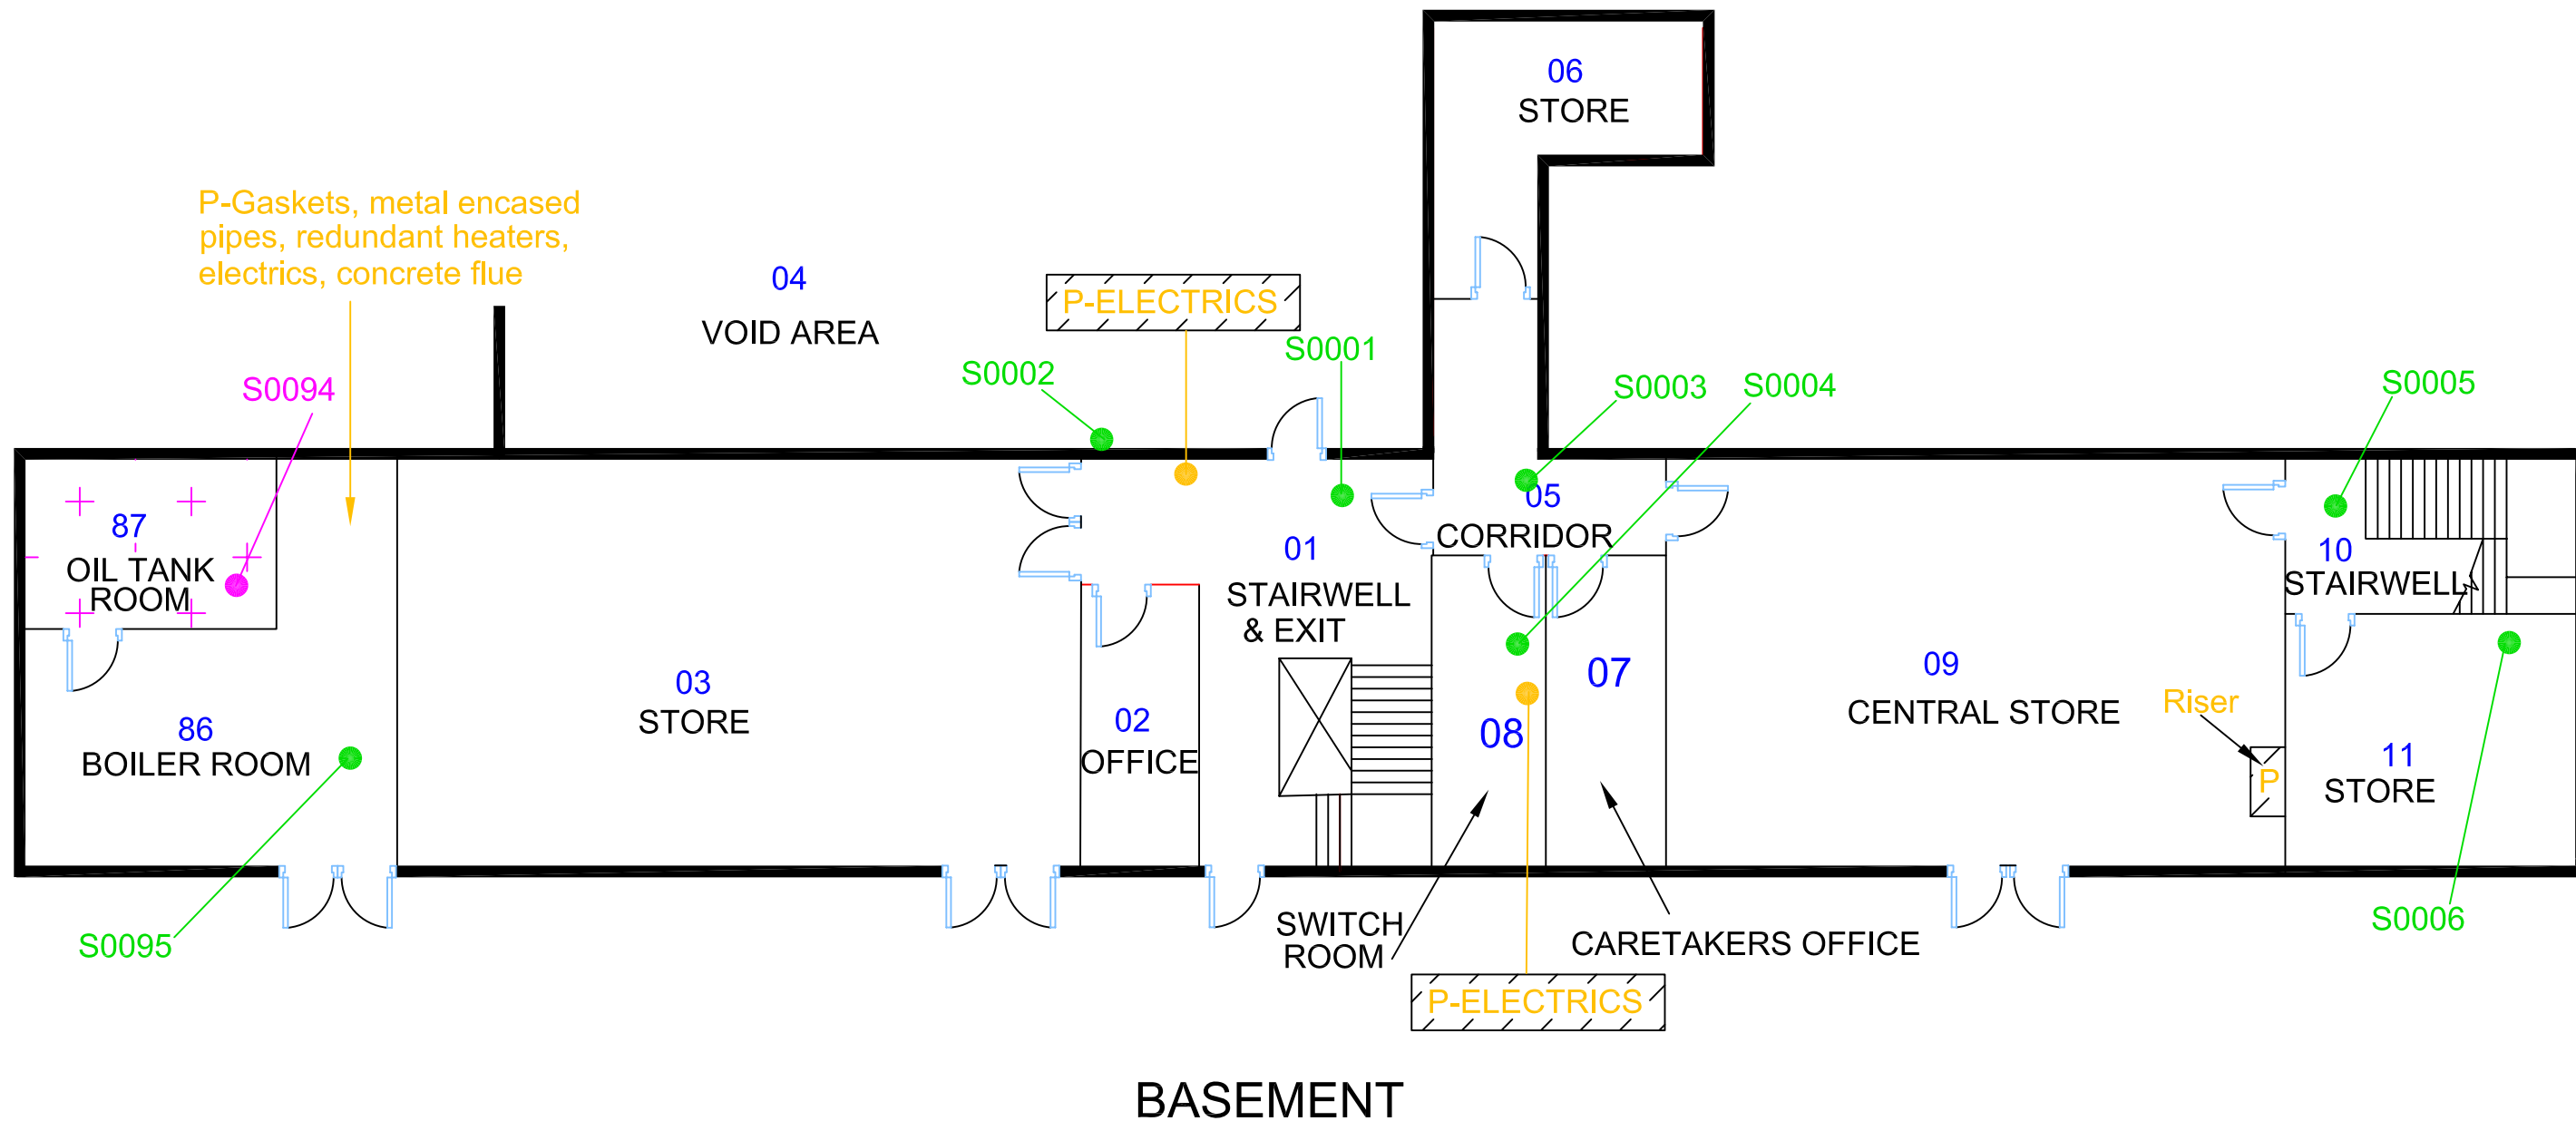 06
STORE
P-Gaskets, metal encased
pipes, redundant heaters,
electrics, concrete flue
04
VOID AREA
P-ELECTRICS
S0001
S0002
S0094
S0003
S0004
S0005
87
OIL TANK
ROOM
01
STAIRWELL
& EXIT
05
CORRIDOR
10
STAIRWELL
86
BOILER ROOM
03
STORE
02
OFFICE
08
07
09
CENTRAL STORE
Riser
P
11
STORE
S0095
SWITCH
ROOM
CARETAKERS OFFICE
S0006
P-ELECTRICS
BASEMENT